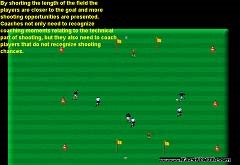 By shorting the length of the field the
players are closer to the goal and more
shooting opportunities are presented.
Coaches not only need to recognize
coaching moments relating to the technical
part of shooting, but they also need to coach
players that do not recognize shooting
chances.